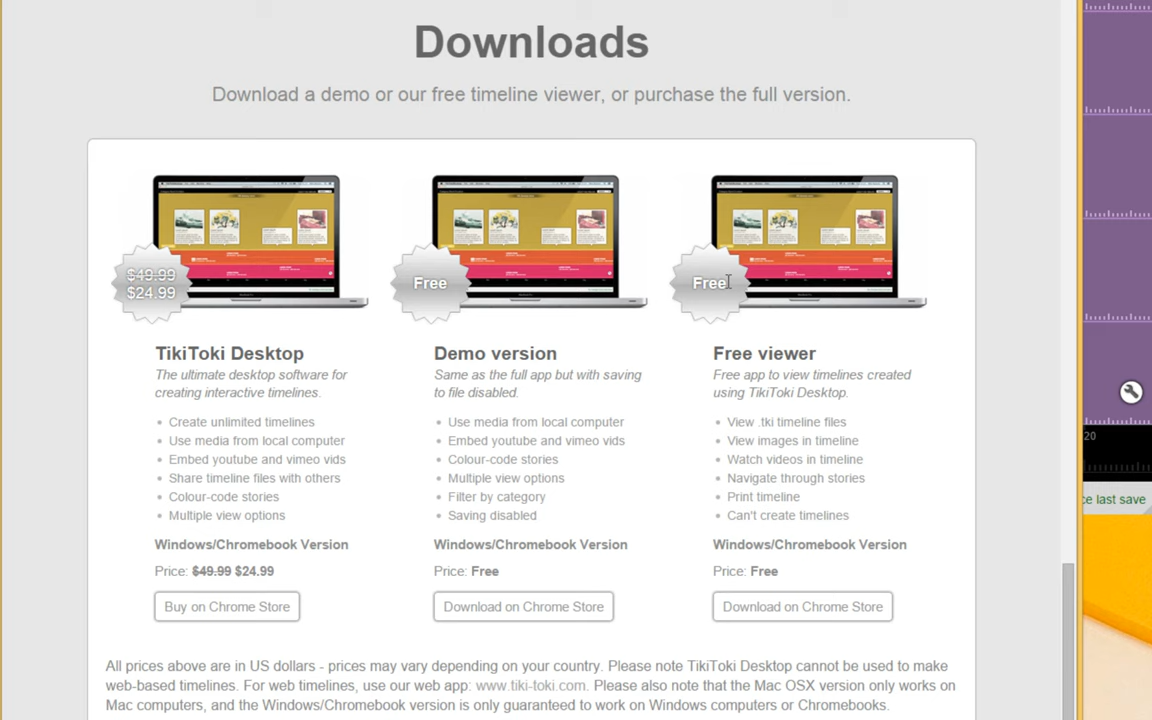 Downloads
Download a demo or our free timeline viewer, or purchase the full version.
$49.99
$24.99
Free
Free
TikiToki Desktop
The ultimate desktop software for
creating interactive timelines.
• Create unlimited timelines
• Use media from local computer
• Embed youtube and vimeo vids
• Share timeline files with others
• Colour-code stories
• Multiple view options
Windows/Chromebook Version
Price: $49.99 $24.99
Buy on Chrome Store
Demo version
Same as the full app but with saving
to file disabled.
• Use media from local computer
• Embed youtube and vimeo vids
• Colour-code stories
• Multiple view options
• Filter by category
• Saving disabled
Windows/Chromebook Version
Price: Free
Download on Chrome Store
Free viewer
Free app to view timelines created
using TikiToki Desktop.
• View .tki timeline files
• View images in timeline
• Watch videos in timeline
• Navigate through stories
• Print timeline
• Can't create timelines
Windows/Chromebook Version
Price: Free
Download on Chrome Store
All prices above are in US dollars - prices may vary depending on your country. Please note TikiToki Desktop cannot be used to make
web-based timelines. For web timelines, use our web app: www.tiki-toki.com. Please also note that the Mac OSX version only works on
Mac computers, and the Windows/Chromebook version is only guaranteed to work on Windows computers or Chromebooks.
20
ce last save